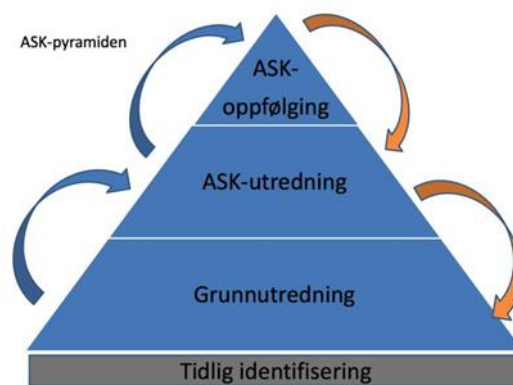 ASK-pyramiden
ASK-
oppfølging
ASK-utredning
Grunnutredning
Tidlig identifisering